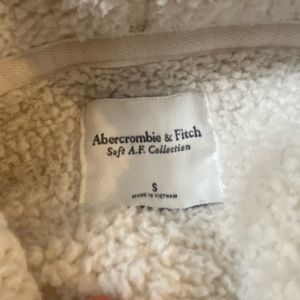 Abercrombie & Fitch
Soft A.F. Collection
S
MADE IN VIETNAM